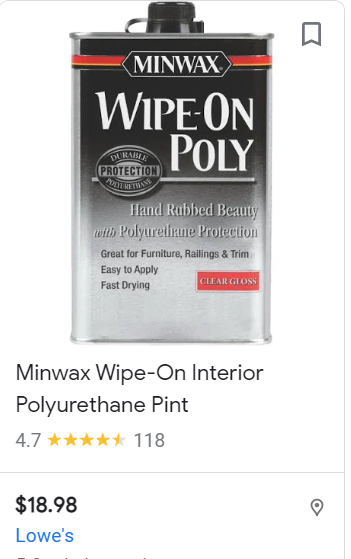 MINWAX
WIPE-ON
POLY
DURABLE
PROTECTION
POLYURETHANE
Hand Rubbed Beauty
with Polyurethane Protection
Great for Furniture, Railings & Trim
Easy to Apply
Fast Drying
CLEAR GLOSS
Minwax Wipe-On Interior
Polyurethane Pint
4.7 118
$18.98
Lowe's